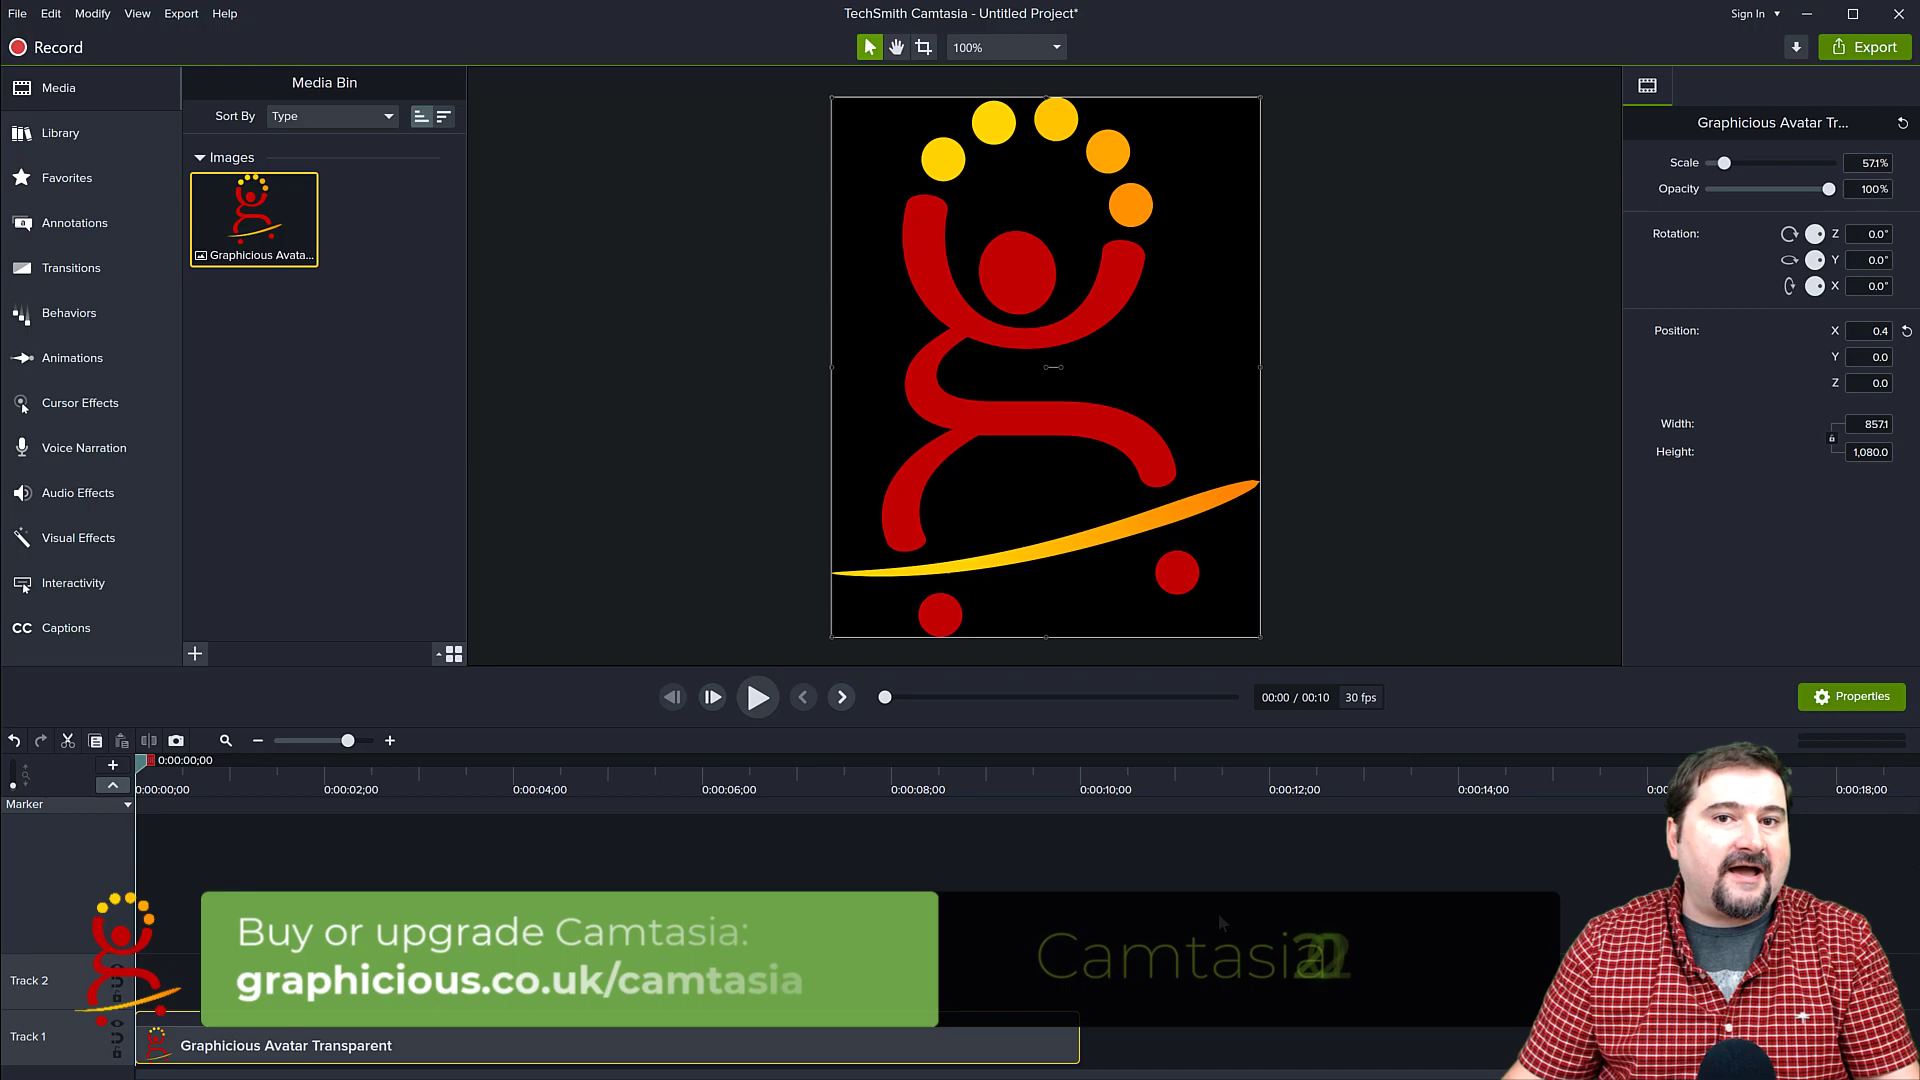 File Edit Modify View Export Help
TechSmith Camtasia - Untitled Project*
Sign In
Record
100%
Export
Media
Library
Favorites
Annotations
Transitions
Behaviors
Animations
Cursor Effects
Voice Narration
Audio Effects
Visual Effects
Interactivity
CC Captions
Media Bin
Sort By Type
Images
Graphicious Avata...
Graphicious Avatar Tr...
Scale 57.1%
Opacity 100%
Rotation: Z 0.0°
Y 0.0°
X 0.0°
Position: X 0.4
Y 0.0
Z 0.0
Width: 857.1
Height: 1,080.0
00:00 / 00:10 30 fps
Properties
0:00:00;00
0:00:00;00 0:00:02;00 0:00:04;00 0:00:06;00 0:00:08;00 0:00:10;00 0:00:12;00 0:00:14;00 0:00:18;00
Marker
Buy or upgrade Camtasia:
graphicious.co.uk/camtasia
Camtasia
Track 2
Track 1
Graphicious Avatar Transparent